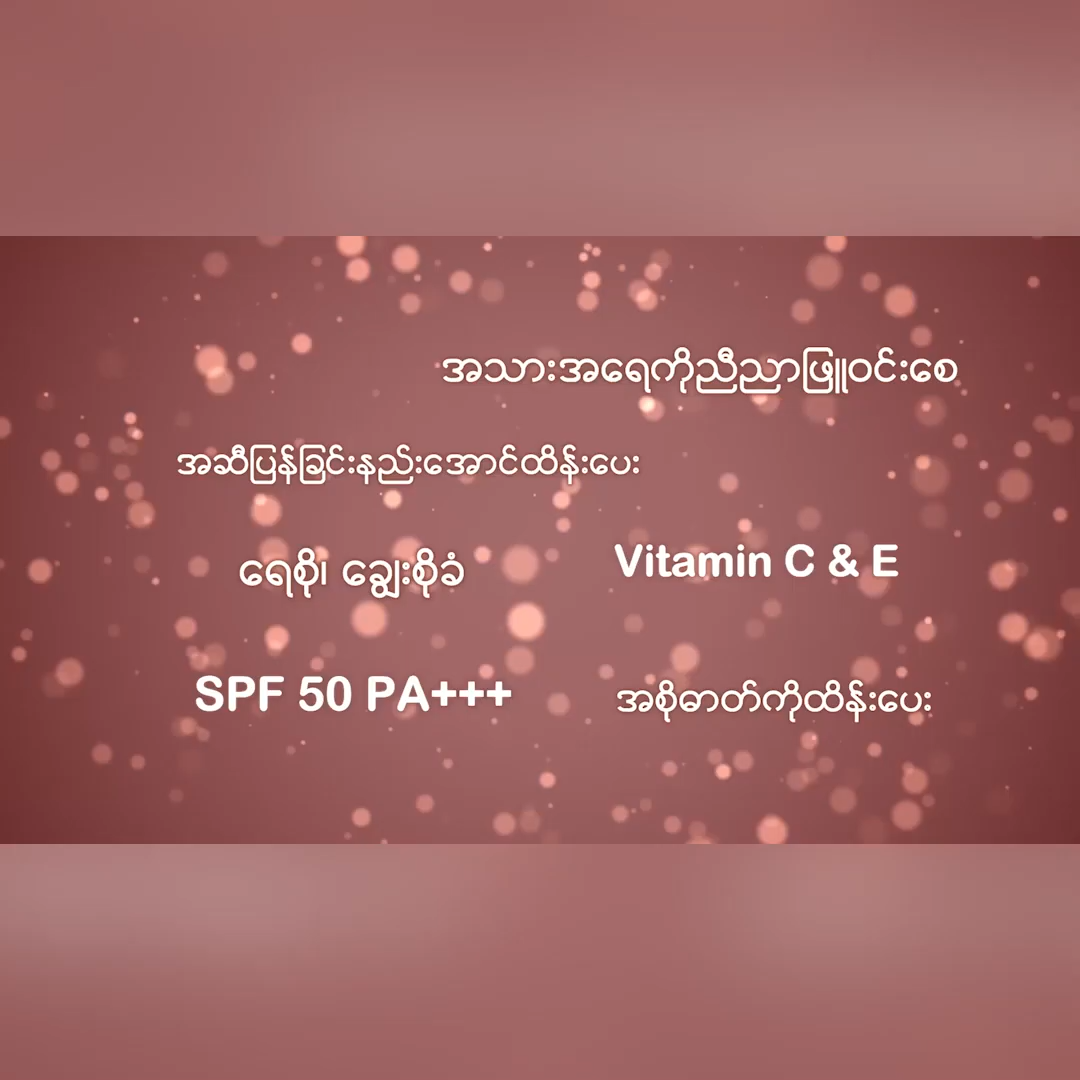 အသားအရေကိုညီညာဖြူဝင်းစေ
အဆီပြန်ခြင်းနည်းအောင်ထိန်းပေး
ရေစို၊ ချွေးစိုခံ
Vitamin C & E
SPF 50 PA+++
အစိုဓာတ်ကိုထိန်းပေး